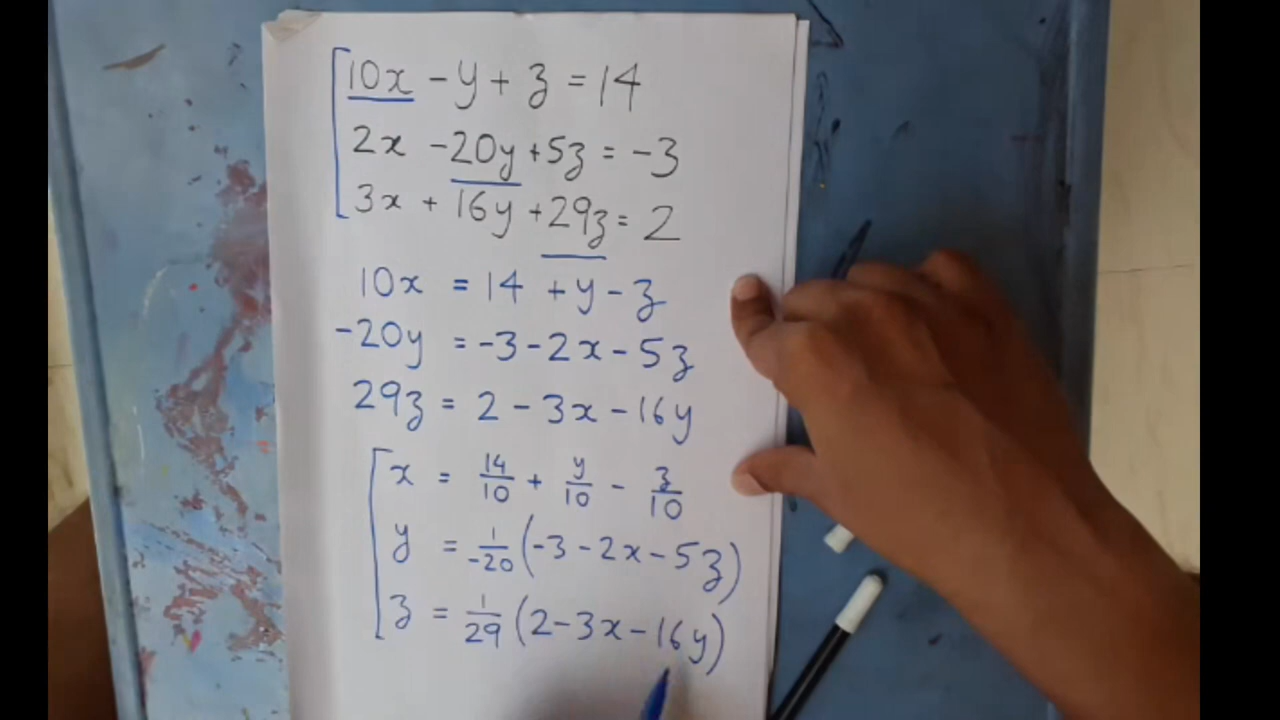 10x - y + z = 14
2x - 20y + 5z = -3
3x + 16y + 29z = 2
10x = 14 + y - z
-20y = -3 - 2x - 5z
29z = 2 - 3x - 16y
x = 14/10 + y/10 - z/10
y = 1/-20 (-3 - 2x - 5z)
z = 1/29 (2 - 3x - 16y)